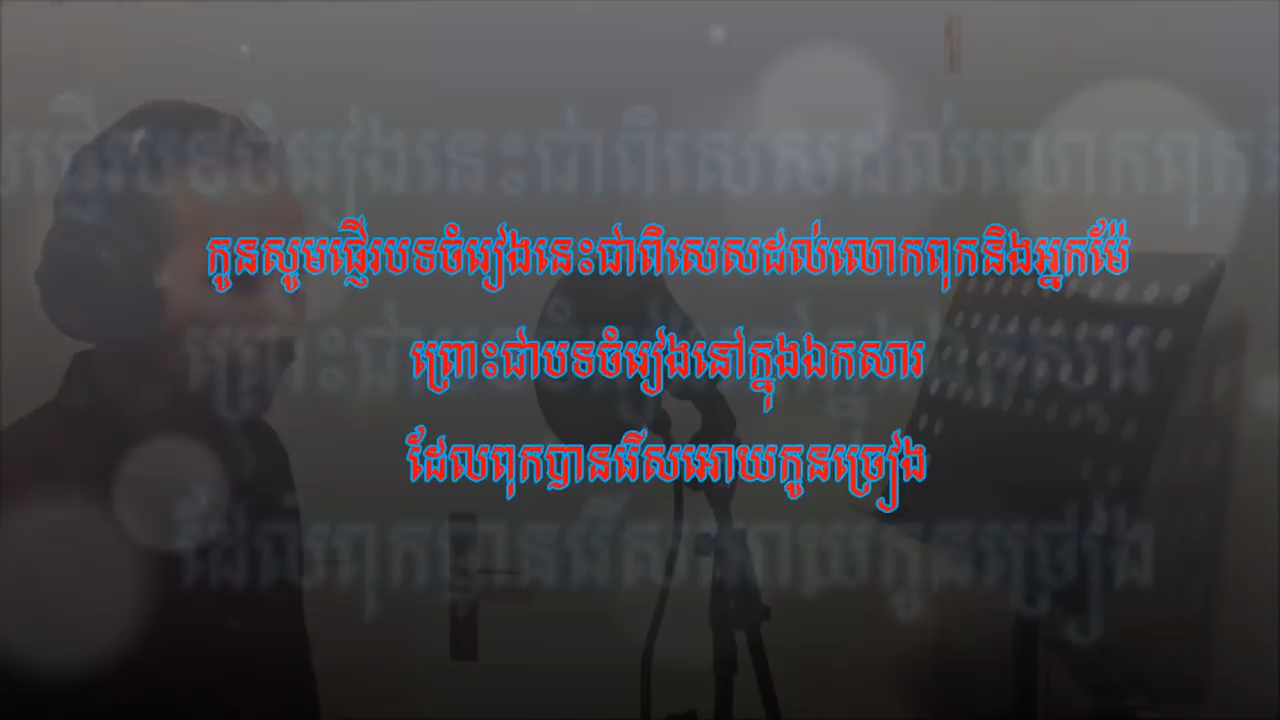 កូនសូមផ្ញើរបទចំរៀងនេះជាពិសេសដល់លោកពុកនិងអ្នកម៉ែ
ព្រោះជាបទចំរៀងនៅក្នុងឯកសារ
ដែលពុកបានរើសអោយកូនច្រៀង